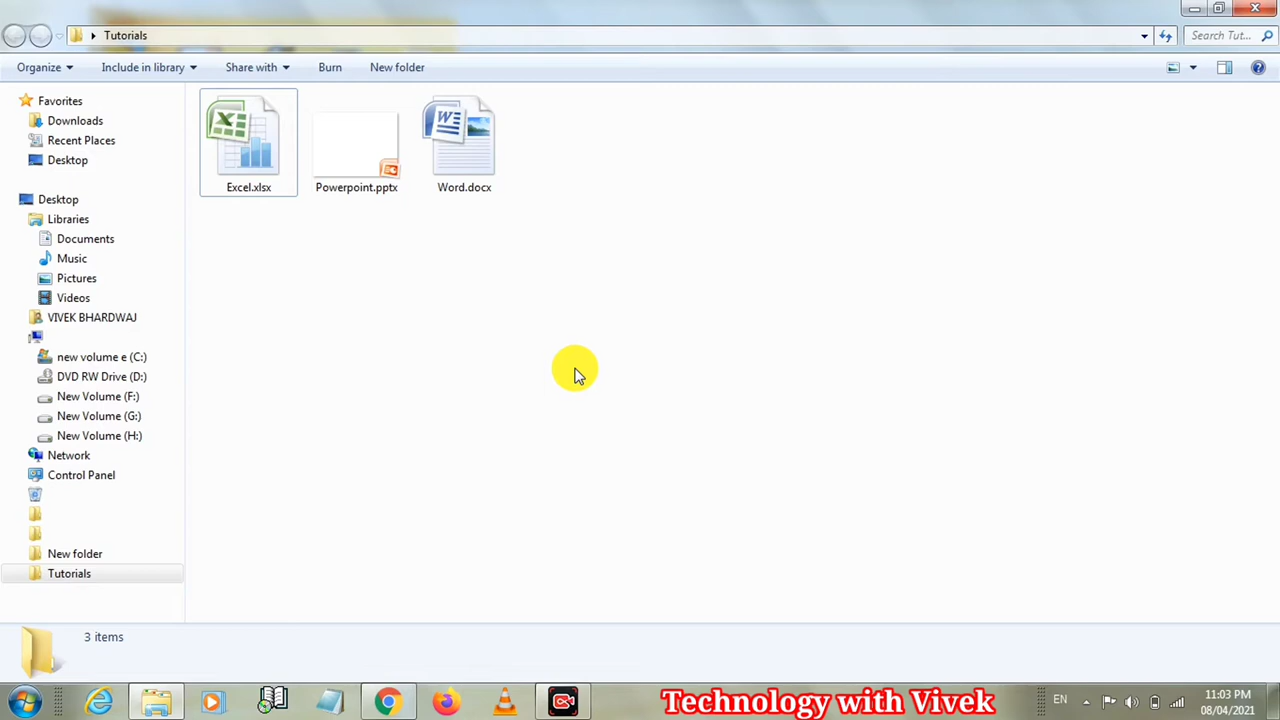 Tutorials
Search Tut...
Organize
Include in library
Share with
Burn
New folder
Favorites
Downloads
Recent Places
Desktop
Desktop
Libraries
Documents
Music
Pictures
Videos
VIVEK BHARDWAJ
new volume e (C:)
DVD RW Drive (D:)
New Volume (F:)
New Volume (G:)
New Volume (H:)
Network
Control Panel
New folder
Tutorials
Excel.xlsx
Powerpoint.pptx
Word.docx
3 items
Technology with Vivek
EN
11:03 PM
08/04/2021